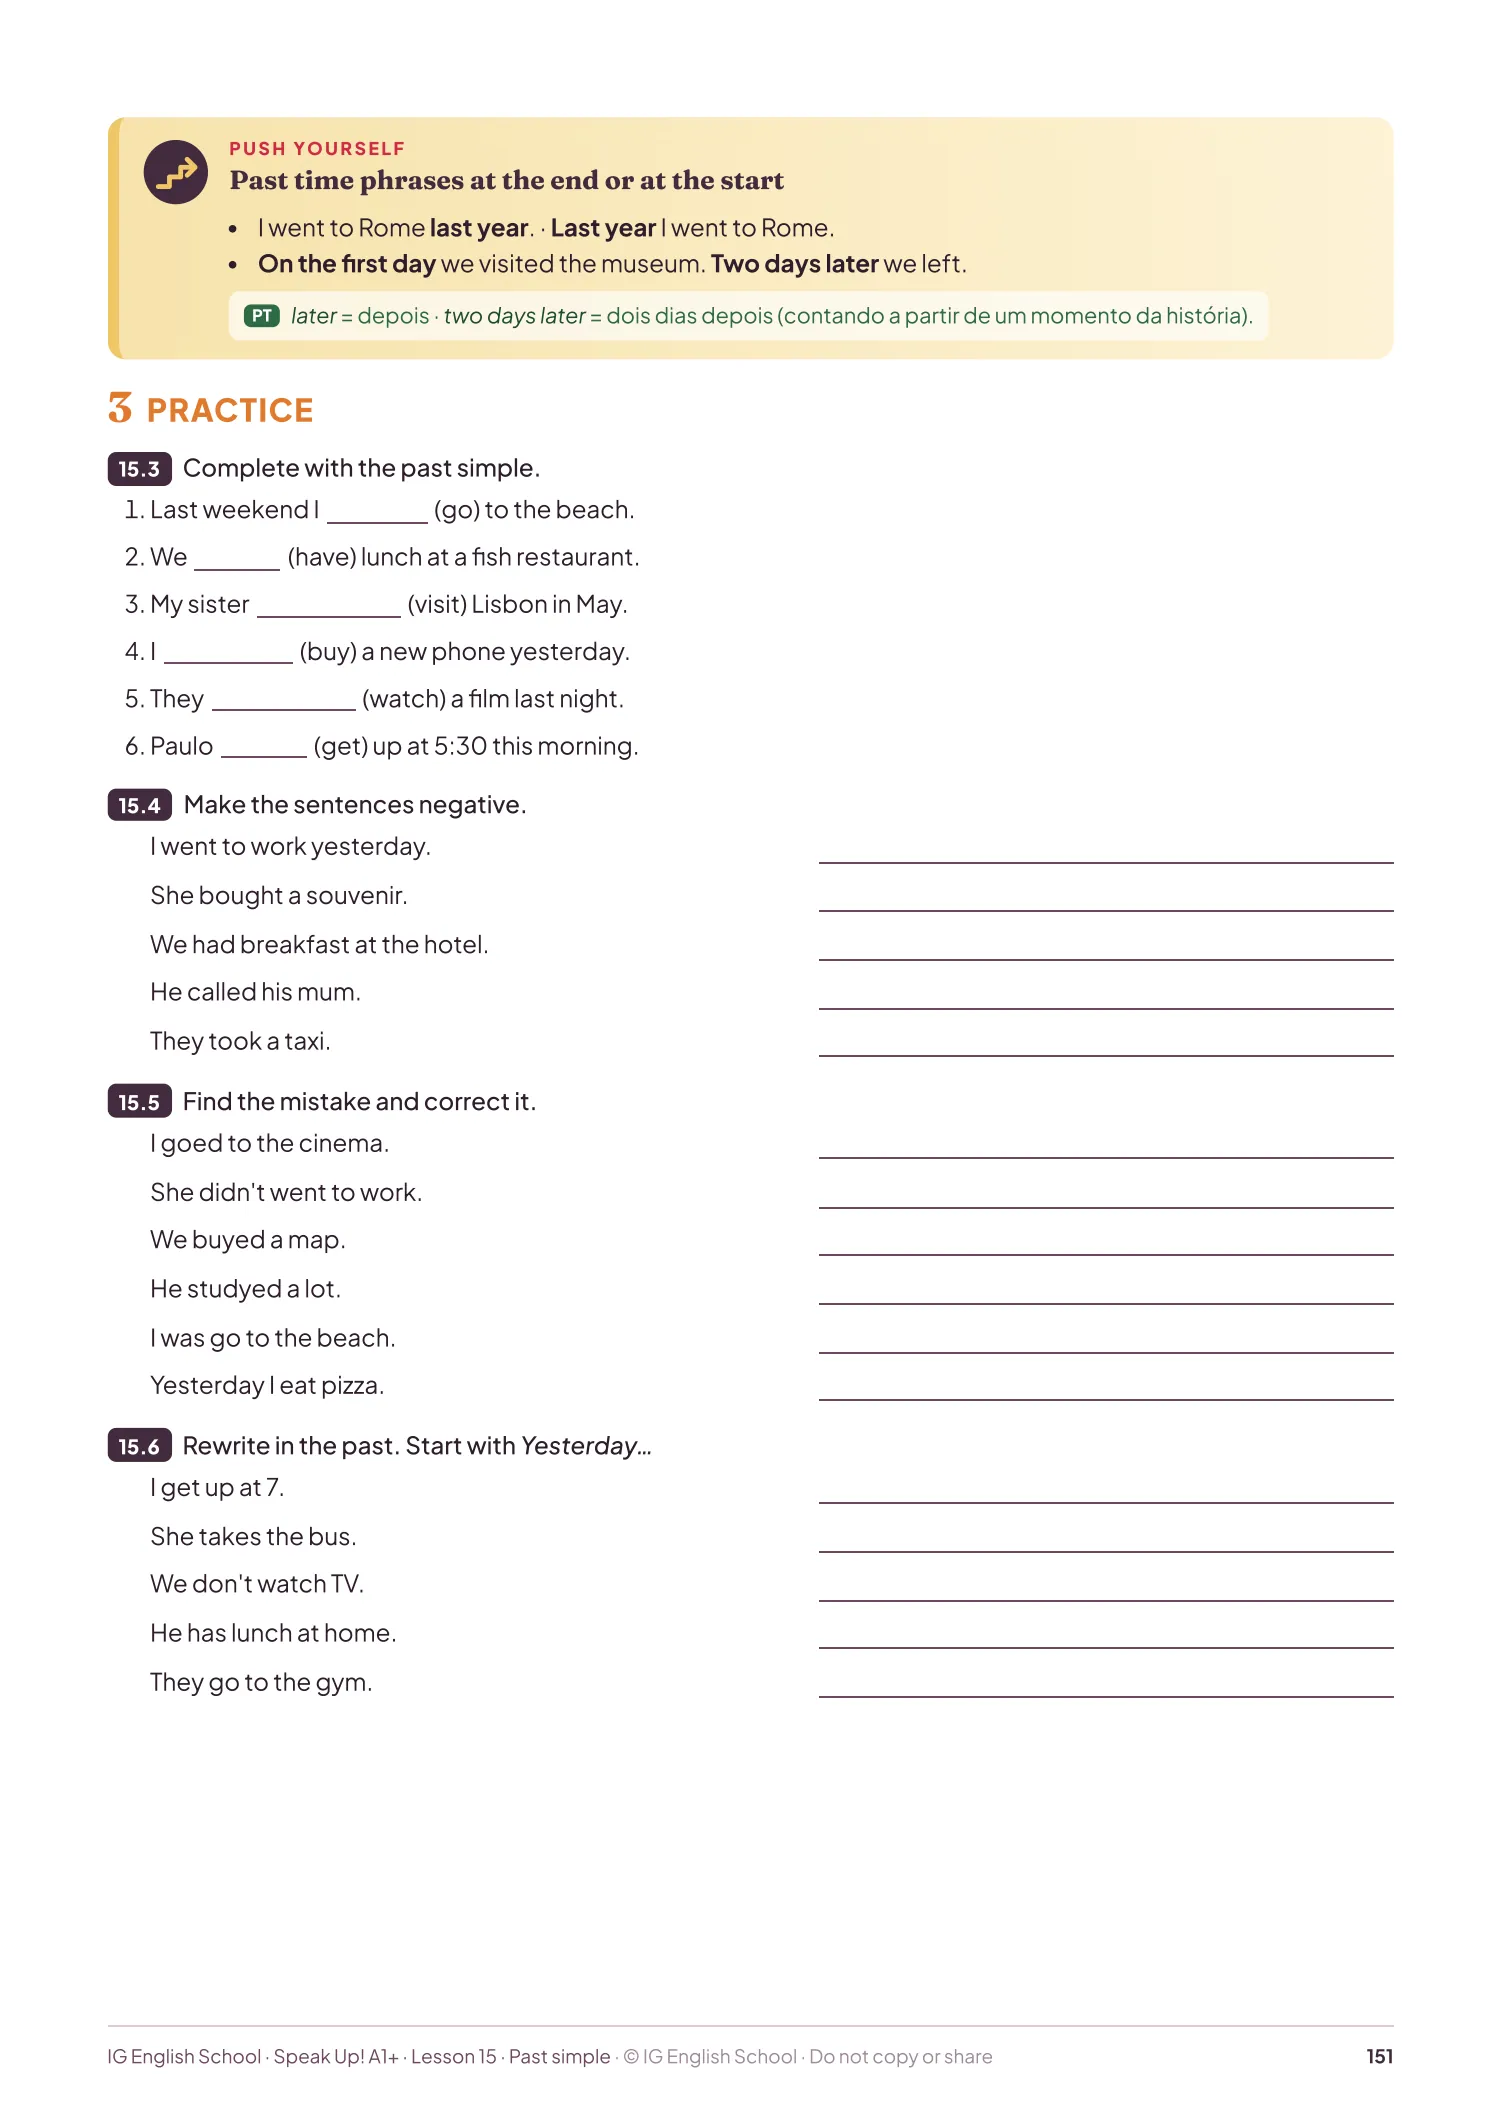 PUSH YOURSELF
Past time phrases at the end or at the start
• I went to Rome last year. · Last year I went to Rome.
• On the first day we visited the museum. Two days later we left.
PT later = depois · two days later = dois dias depois (contando a partir de um momento da história).
3 PRACTICE
15.3 Complete with the past simple.
1. Last weekend I ________ (go) to the beach.
2. We _______ (have) lunch at a fish restaurant.
3. My sister ____________ (visit) Lisbon in May.
4. I ___________ (buy) a new phone yesterday.
5. They ____________ (watch) a film last night.
6. Paulo _______ (get) up at 5:30 this morning.
15.4 Make the sentences negative.
I went to work yesterday.
She bought a souvenir.
We had breakfast at the hotel.
He called his mum.
They took a taxi.
15.5 Find the mistake and correct it.
I goed to the cinema.
She didn't went to work.
We buyed a map.
He studyed a lot.
I was go to the beach.
Yesterday I eat pizza.
15.6 Rewrite in the past. Start with Yesterday...
I get up at 7.
She takes the bus.
We don't watch TV.
He has lunch at home.
They go to the gym.
IG English School · Speak Up! A1+ · Lesson 15 · Past simple · © IG English School · Do not copy or share 151